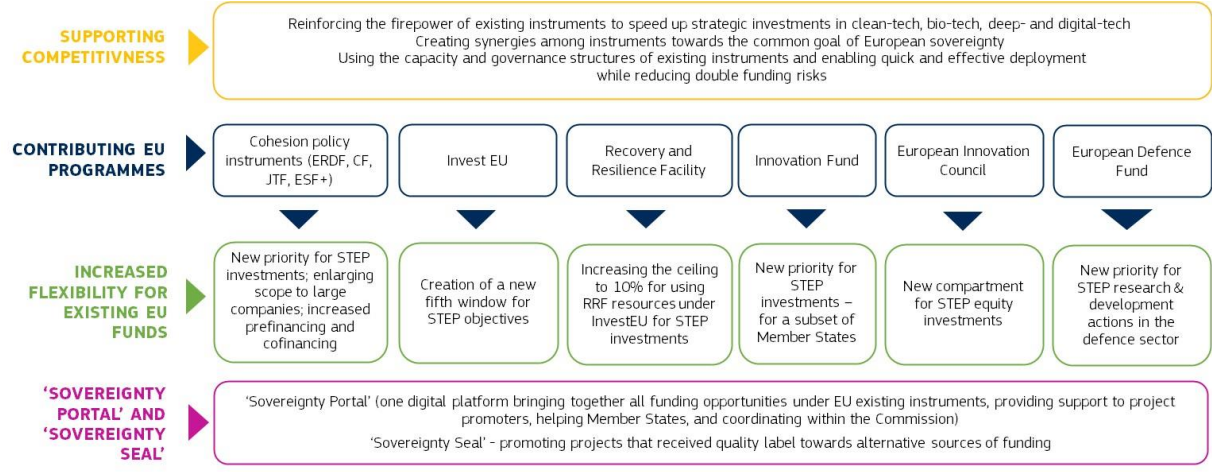 SUPPORTING
COMPETITIVNESS
Reinforcing the firepower of existing instruments to speed up strategic investments in clean-tech, bio-tech, deep- and digital-tech
Creating synergies among instruments towards the common goal of European sovereignty
Using the capacity and governance structures of existing instruments and enabling quick and effective deployment
while reducing double funding risks
CONTRIBUTING EU
PROGRAMMES
Cohesion policy
instruments (ERDF, CF,
JTF, ESF+)
Invest EU
Recovery and
Resilience Facility
Innovation Fund
European Innovation
Council
European Defence
Fund
INCREASED
FLEXIBILITY FOR
EXISTING EU
FUNDS
New priority for STEP
investments; enlarging
scope to large
companies; increased
prefinancing and
cofinancing
Creation of a new
fifth window for
STEP objectives
Increasing the ceiling
to 10% for using
RRF resources under
InvestEU for STEP
investments
New priority for
STEP
investments –
for a subset of
Member States
New compartment
for STEP equity
investments
New priority for
STEP research &
development
actions in the
defence sector
‘SOVEREIGNTY
PORTAL’ AND
‘SOVEREIGNTY
SEAL’
‘Sovereignty Portal’ (one digital platform bringing together all funding opportunities under EU existing instruments, providing support to project
promoters, helping Member States, and coordinating within the Commission)
‘Sovereignty Seal’ - promoting projects that received quality label towards alternative sources of funding